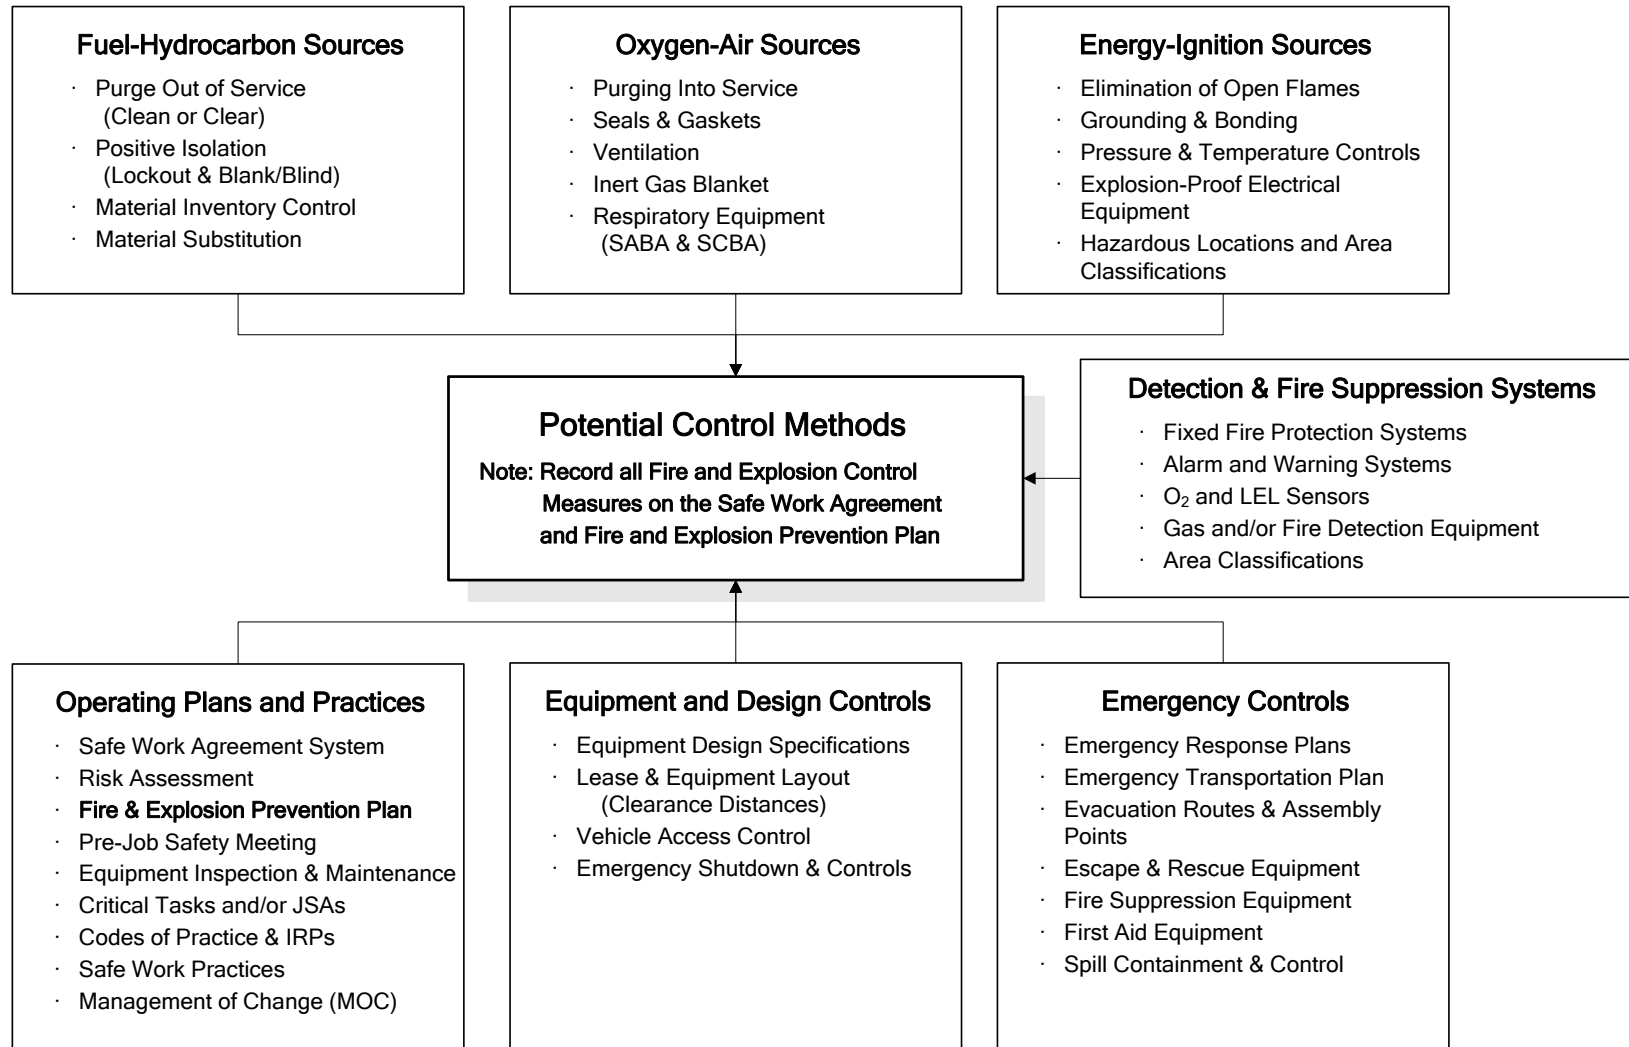 Fuel-Hydrocarbon Sources
· Purge Out of Service
(Clean or Clear)
· Positive Isolation
(Lockout & Blank/Blind)
· Material Inventory Control
· Material Substitution
Oxygen-Air Sources
· Purging Into Service
· Seals & Gaskets
· Ventilation
· Inert Gas Blanket
· Respiratory Equipment
(SABA & SCBA)
Energy-Ignition Sources
· Elimination of Open Flames
· Grounding & Bonding
· Pressure & Temperature Controls
· Explosion-Proof Electrical
Equipment
· Hazardous Locations and Area
Classifications
Potential Control Methods
Note: Record all Fire and Explosion Control
Measures on the Safe Work Agreement
and Fire and Explosion Prevention Plan
Detection & Fire Suppression Systems
· Fixed Fire Protection Systems
· Alarm and Warning Systems
· O₂ and LEL Sensors
· Gas and/or Fire Detection Equipment
· Area Classifications
Operating Plans and Practices
· Safe Work Agreement System
· Risk Assessment
· Fire & Explosion Prevention Plan
· Pre-Job Safety Meeting
· Equipment Inspection & Maintenance
· Critical Tasks and/or JSAs
· Codes of Practice & IRPs
· Safe Work Practices
· Management of Change (MOC)
Equipment and Design Controls
· Equipment Design Specifications
· Lease & Equipment Layout
(Clearance Distances)
· Vehicle Access Control
· Emergency Shutdown & Controls
Emergency Controls
· Emergency Response Plans
· Emergency Transportation Plan
· Evacuation Routes & Assembly
Points
· Escape & Rescue Equipment
· Fire Suppression Equipment
· First Aid Equipment
· Spill Containment & Control